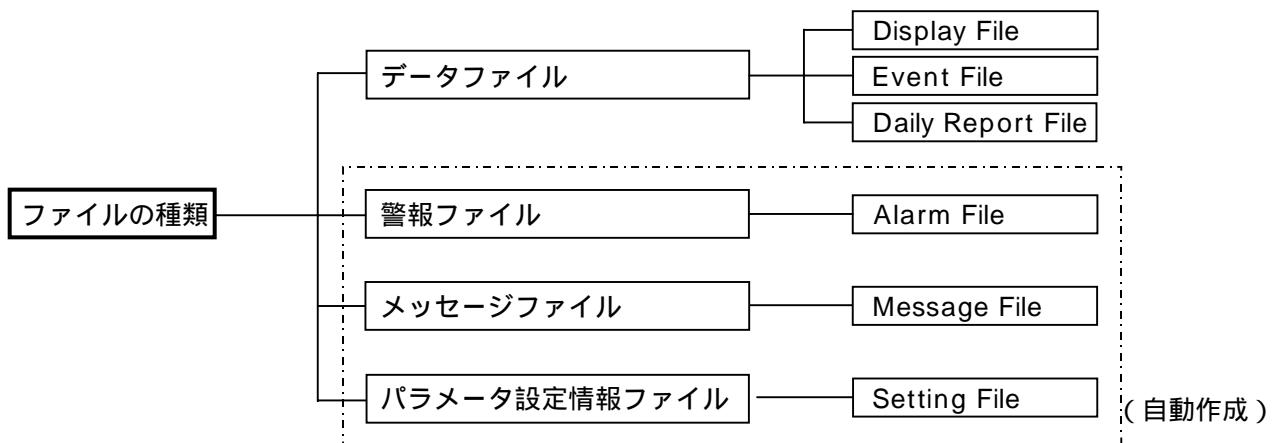 ファイルの種類
データファイル
Display File
Event File
Daily Report File
警報ファイル
Alarm File
メッセージファイル
Message File
パラメータ設定情報ファイル
Setting File
(自動作成)